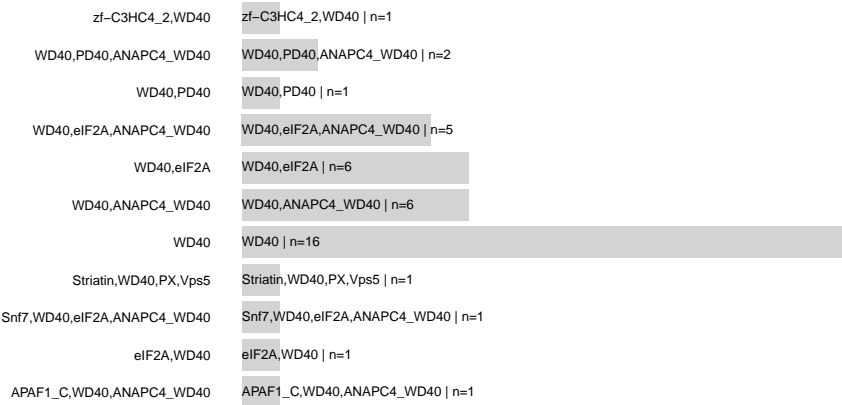 zf−C3HC4_2,WD40 zf−C3HC4_2,WD40 | n=1
WD40,PD40,ANAPC4_WD40 WD40,PD40,ANAPC4_WD40 | n=2
WD40,PD40 WD40,PD40 | n=1
WD40,eIF2A,ANAPC4_WD40 WD40,eIF2A,ANAPC4_WD40 | n=5
WD40,eIF2A WD40,eIF2A | n=6
WD40,ANAPC4_WD40 WD40,ANAPC4_WD40 | n=6
WD40 WD40 | n=16
Striatin,WD40,PX,Vps5 Striatin,WD40,PX,Vps5 | n=1
Snf7,WD40,eIF2A,ANAPC4_WD40 Snf7,WD40,eIF2A,ANAPC4_WD40 | n=1
eIF2A,WD40 eIF2A,WD40 | n=1
APAF1_C,WD40,ANAPC4_WD40 APAF1_C,WD40,ANAPC4_WD40 | n=1